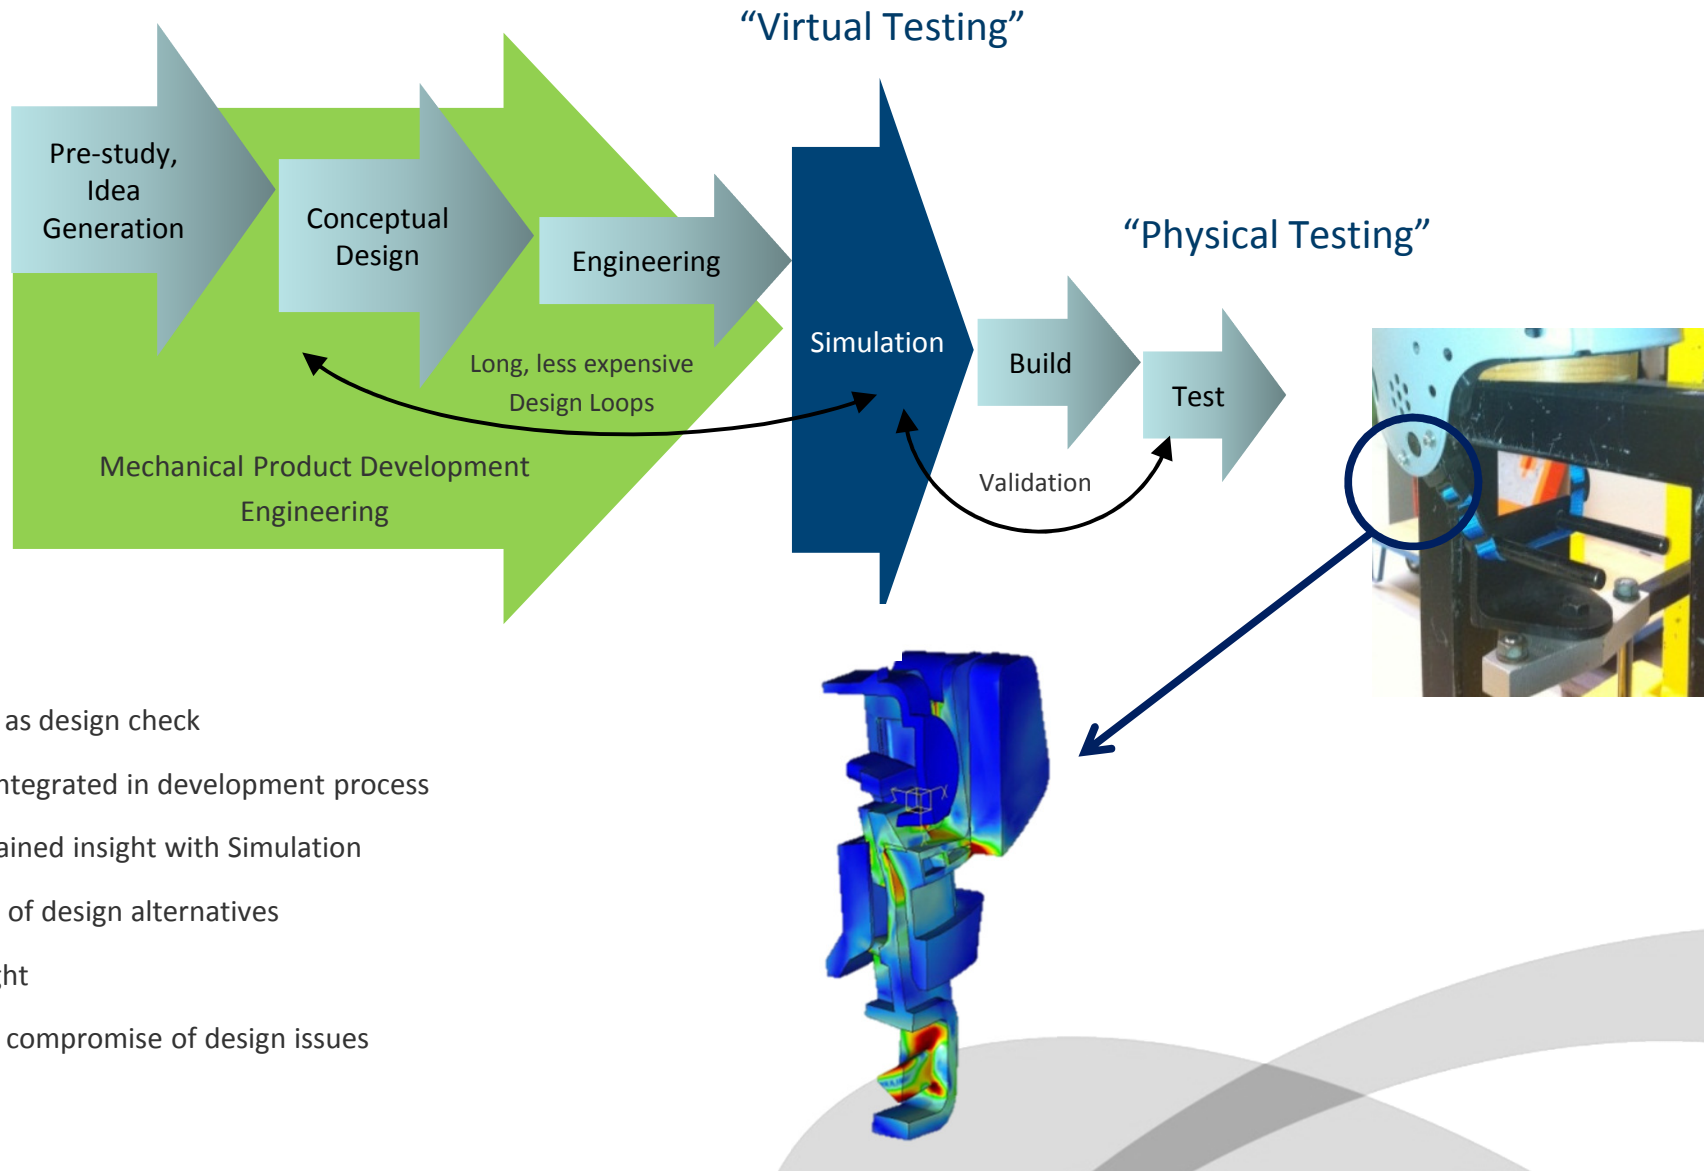 “Virtual Testing”
Pre-study,
Idea
Generation
Conceptual
Design
Engineering
“Physical Testing”
Simulation
Build
Test
Long, less expensive
Design Loops
Validation
Mechanical Product Development
Engineering
as design check
ntegrated in development process
ained insight with Simulation
of design alternatives
ght
compromise of design issues